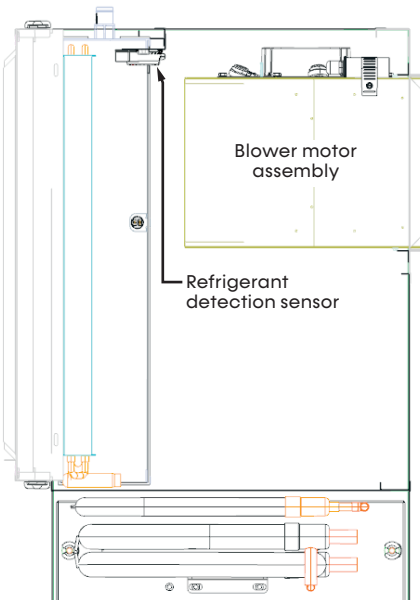 Blower motor
assembly
Refrigerant
detection sensor